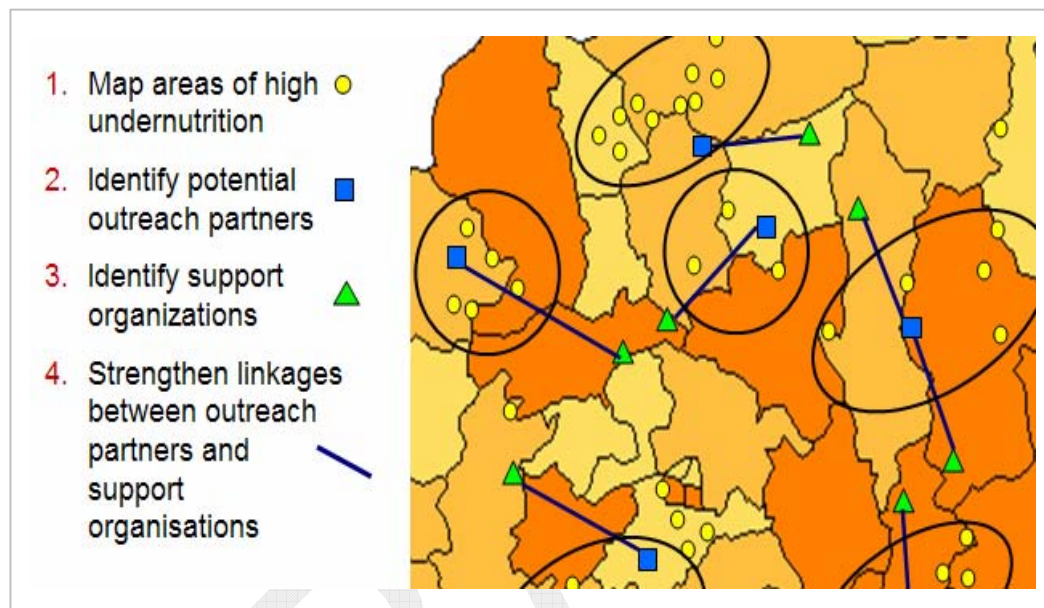 1. Map areas of high
undernutrition
2. Identify potential
outreach partners
3. Identify support
organizations
4. Strengthen linkages
between outreach
partners and
support
organisations